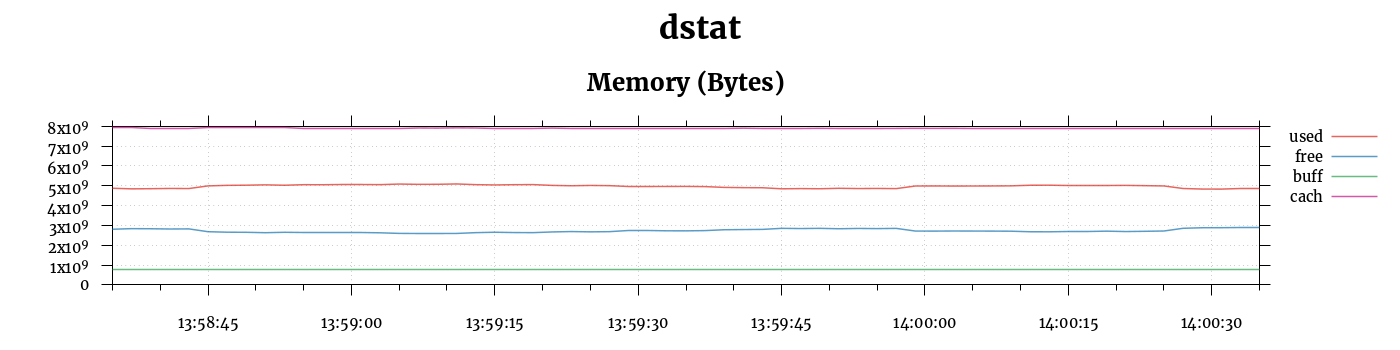 dstat
Memory (Bytes)
8x10⁹
7x10⁹
6x10⁹
5x10⁹
4x10⁹
3x10⁹
2x10⁹
1x10⁹
0
13:58:45 13:59:00 13:59:15 13:59:30 13:59:45 14:00:00 14:00:15 14:00:30
used
free
buff
cach